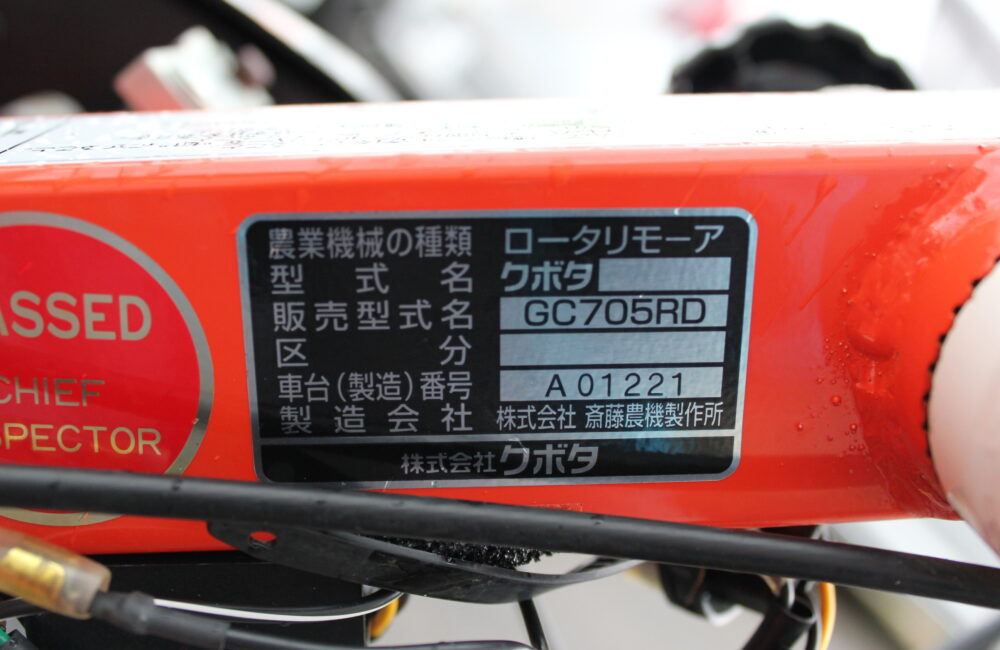 農業機械の種類 ロータリモーア
型式名 クボタ
販売型式名 GC705RD
区分
車台(製造)番号 A 01221
製造会社 株式会社 斎藤農機製作所
株式会社クボタ
ASSED
CHIEF
SPECTOR